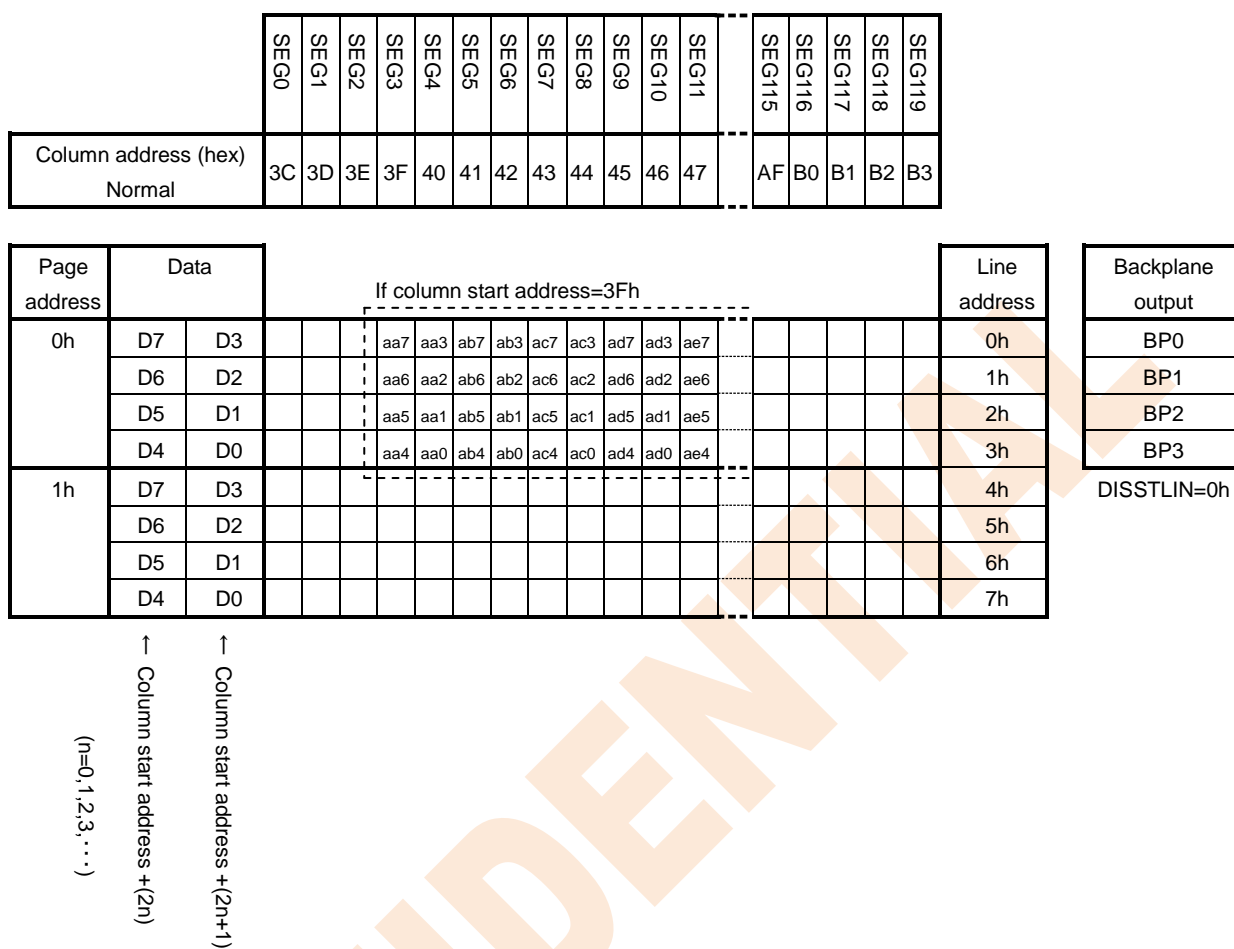 SEG0 SEG1 SEG2 SEG3 SEG4 SEG5 SEG6 SEG7 SEG8 SEG9 SEG10 SEG11 SEG115 SEG116 SEG117 SEG118 SEG119
Column address (hex)
Normal
3C 3D 3E 3F 40 41 42 43 44 45 46 47 AF B0 B1 B2 B3
Page address Data Line address Backplane output
If column start address=3Fh
0h D7 D3 aa7 aa3 ab7 ab3 ac7 ac3 ad7 ad3 ae7 0h BP0
D6 D2 aa6 aa2 ab6 ab2 ac6 ac2 ad6 ad2 ae6 1h BP1
D5 D1 aa5 aa1 ab5 ab1 ac5 ac1 ad5 ad1 ae5 2h BP2
D4 D0 aa4 aa0 ab4 ab0 ac4 ac0 ad4 ad0 ae4 3h BP3
1h D7 D3 4h DISSTLIN=0h
D6 D2 5h
D5 D1 6h
D4 D0 7h
← Column start address +(2n+1)
← Column start address +(2n)
(n=0,1,2,3,･･･)
IDENTIAL